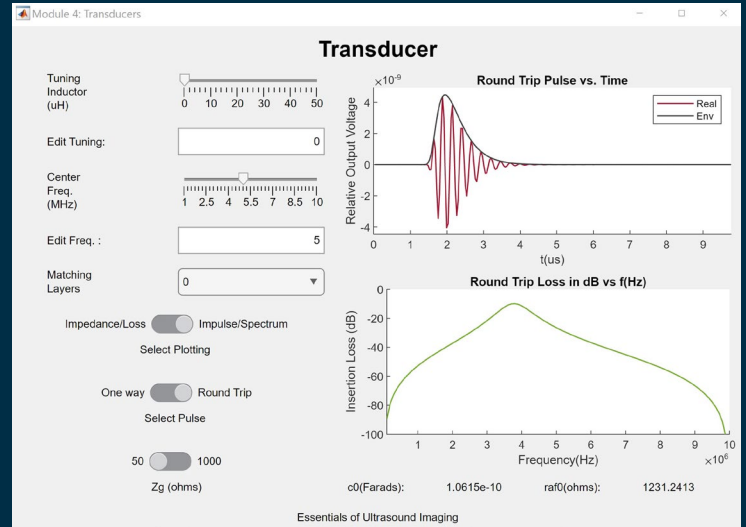 Module 4: Transducers
Transducer
Tuning
Inductor
(uH)
0 10 20 30 40 50
Edit Tuning:
0
Center
Freq.
(MHz)
1 2.5 4 5.5 7 8.5 10
Edit Freq. :
5
Matching
Layers
0
Impedance/Loss Impulse/Spectrum
Select Plotting
One way Round Trip
Select Pulse
50 1000
Zg (ohms)
×10⁻⁹
Round Trip Pulse vs. Time
Relative Output Voltage
4
2
0
-2
-4
Real
Env
0 1 2 3 4 5 6 7 8 9
t(us)
Round Trip Loss in dB vs f(Hz)
Insertion Loss (dB)
0
-20
-40
-60
-80
-100
1 2 3 4 5 6 7 8 9 10
Frequency(Hz)
×10⁶
c0(Farads): 1.0615e-10 raf0(ohms): 1231.2413
Essentials of Ultrasound Imaging